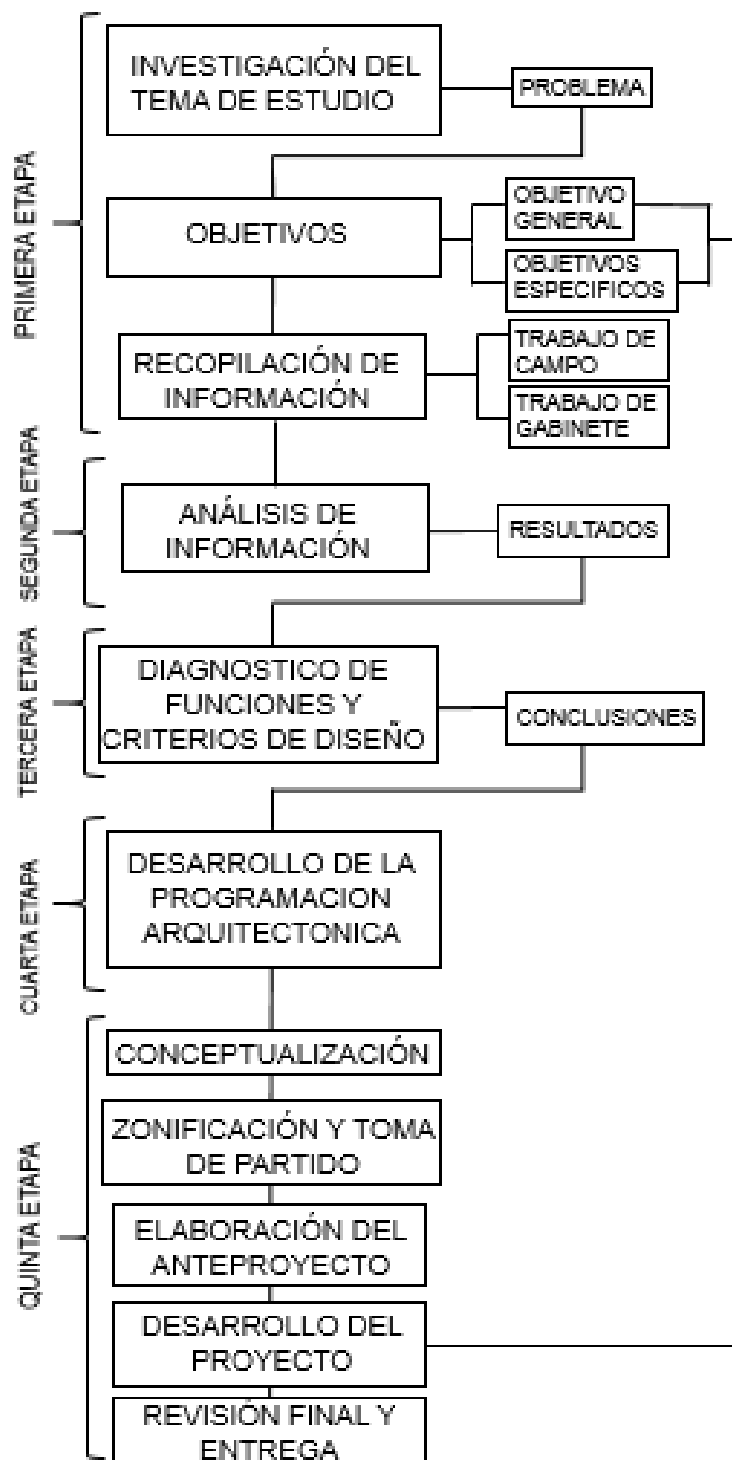 PRIMERA ETAPA
INVESTIGACIÓN DEL
TEMA DE ESTUDIO
PROBLEMA
OBJETIVOS
OBJETIVO
GENERAL
OBJETIVOS
ESPECIFICOS
RECOPILACIÓN DE
INFORMACIÓN
TRABAJO DE
CAMPO
TRABAJO DE
GABINETE
SEGUNDA ETAPA
ANÁLISIS DE
INFORMACIÓN
RESULTADOS
TERCERA ETAPA
DIAGNOSTICO DE
FUNCIONES Y
CRITERIOS DE DISEÑO
CONCLUSIONES
CUARTA ETAPA
DESARROLLO DE LA
PROGRAMACION
ARQUITECTONICA
QUINTA ETAPA
CONCEPTUALIZACIÓN
ZONIFICACIÓN Y TOMA
DE PARTIDO
ELABORACIÓN DEL
ANTEPROYECTO
DESARROLLO DEL
PROYECTO
REVISIÓN FINAL Y
ENTREGA